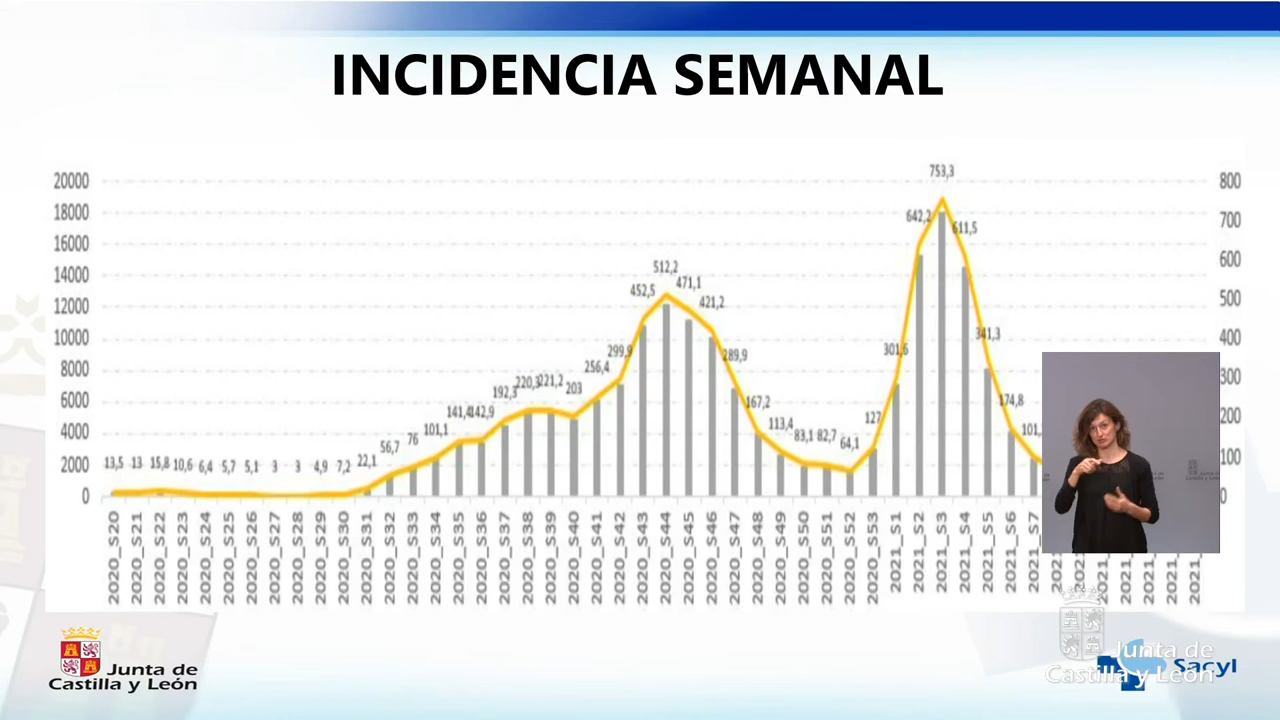 INCIDENCIA SEMANAL
20000
18000
16000
14000
12000
10000
8000
6000
4000
2000
0
800
700
600
500
400
300
200
100
0
13,5 13 15,8 10,6 6,4 5,7 5,1 3 3 4,9 7,2 22,1 56,7 76 101,1 141,4 142,9 192,3 220,3 221,2 203 256,4 299,9 452,5 512,2 471,1 421,2 289,9 167,2 113,4 83,1 82,7 64,1 127 301,6 642,2 753,3 611,5 341,3 174,8 101,
2020_S20
2020_S21
2020_S22
2020_S23
2020_S24
2020_S25
2020_S26
2020_S27
2020_S28
2020_S29
2020_S30
2020_S31
2020_S32
2020_S33
2020_S34
2020_S35
2020_S36
2020_S37
2020_S38
2020_S39
2020_S40
2020_S41
2020_S42
2020_S43
2020_S44
2020_S45
2020_S46
2020_S47
2020_S48
2020_S49
2020_S50
2020_S51
2020_S52
2020_S53
2021_S1
2021_S2
2021_S3
2021_S4
2021_S5
2021_S6
2021_S7
2021_
2021_
2021_
2021_
2021_
Junta de
Castilla y León
Junta de
Castilla y León
Sacyl